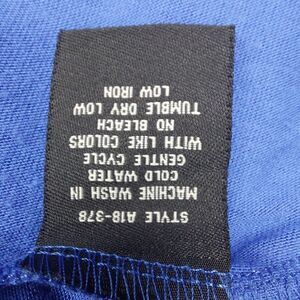 STYLE A18-378
MACHINE WASH IN
COLD WATER
GENTLE CYCLE
WITH LIKE COLORS
NO BLEACH
TUMBLE DRY LOW
LOW IRON